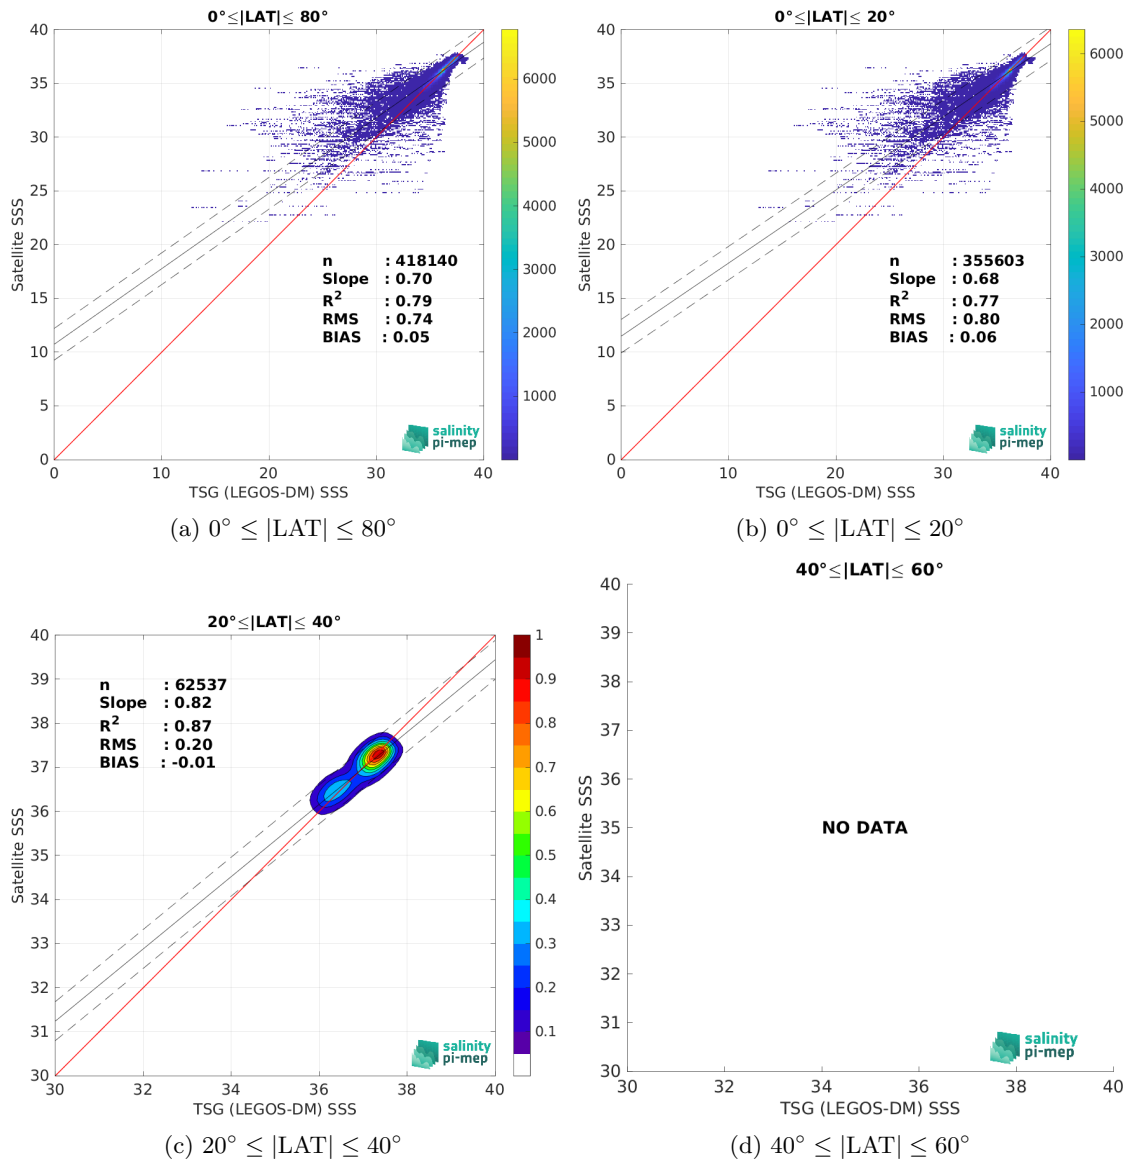 0°≤|LAT|≤ 80°
40
35
30
25
20
15
10
5
0
Satellite SSS
n : 418140
Slope : 0.70
R² : 0.79
RMS : 0.74
BIAS : 0.05
salinity
pi-mep
0 10 20 30 40
TSG (LEGOS-DM) SSS
6000
5000
4000
3000
2000
1000
(a) 0° ≤ |LAT| ≤ 80°
0°≤|LAT|≤ 20°
40
35
30
25
20
15
10
5
0
Satellite SSS
n : 355603
Slope : 0.68
R² : 0.77
RMS : 0.80
BIAS : 0.06
salinity
pi-mep
0 10 20 30 40
TSG (LEGOS-DM) SSS
6000
5000
4000
3000
2000
1000
(b) 0° ≤ |LAT| ≤ 20°
20°≤|LAT|≤ 40°
40
39
38
37
36
35
34
33
32
31
30
Satellite SSS
n : 62537
Slope : 0.82
R² : 0.87
RMS : 0.20
BIAS : -0.01
salinity
pi-mep
30 32 34 36 38 40
TSG (LEGOS-DM) SSS
1
0.9
0.8
0.7
0.6
0.5
0.4
0.3
0.2
0.1
(c) 20° ≤ |LAT| ≤ 40°
40°≤|LAT|≤ 60°
40
39
38
37
36
35
34
33
32
31
30
Satellite SSS
NO DATA
salinity
pi-mep
30 32 34 36 38 40
TSG (LEGOS-DM) SSS
(d) 40° ≤ |LAT| ≤ 60°